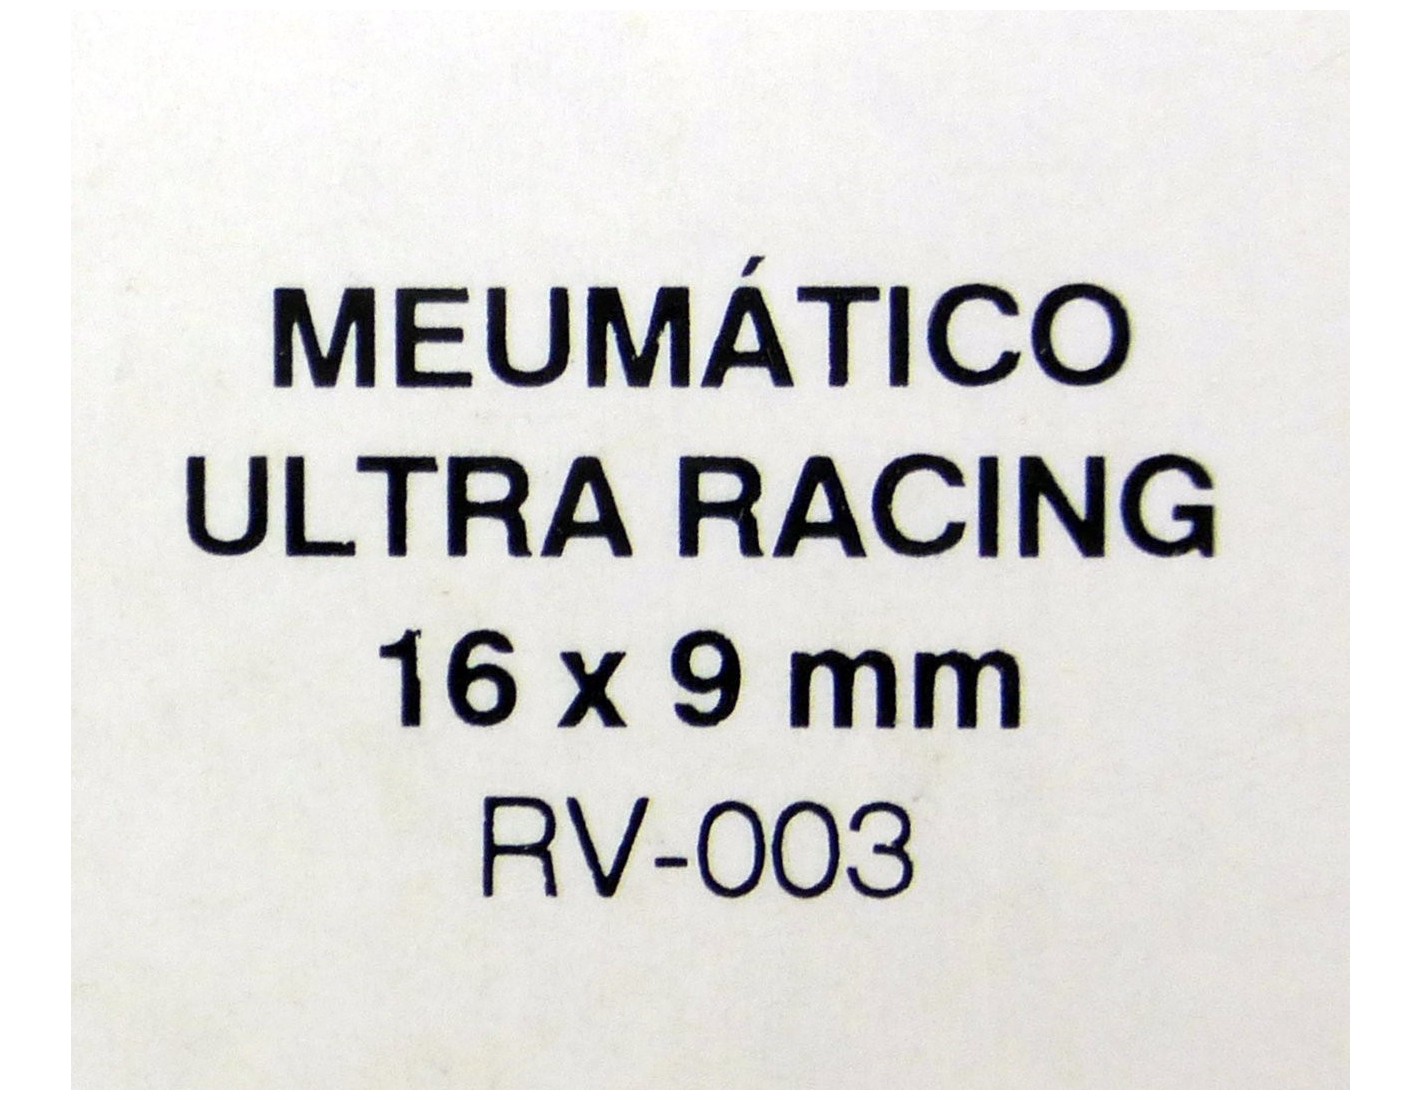 MEUMÁTICO
ULTRA RACING
16 x 9 mm
RV-003